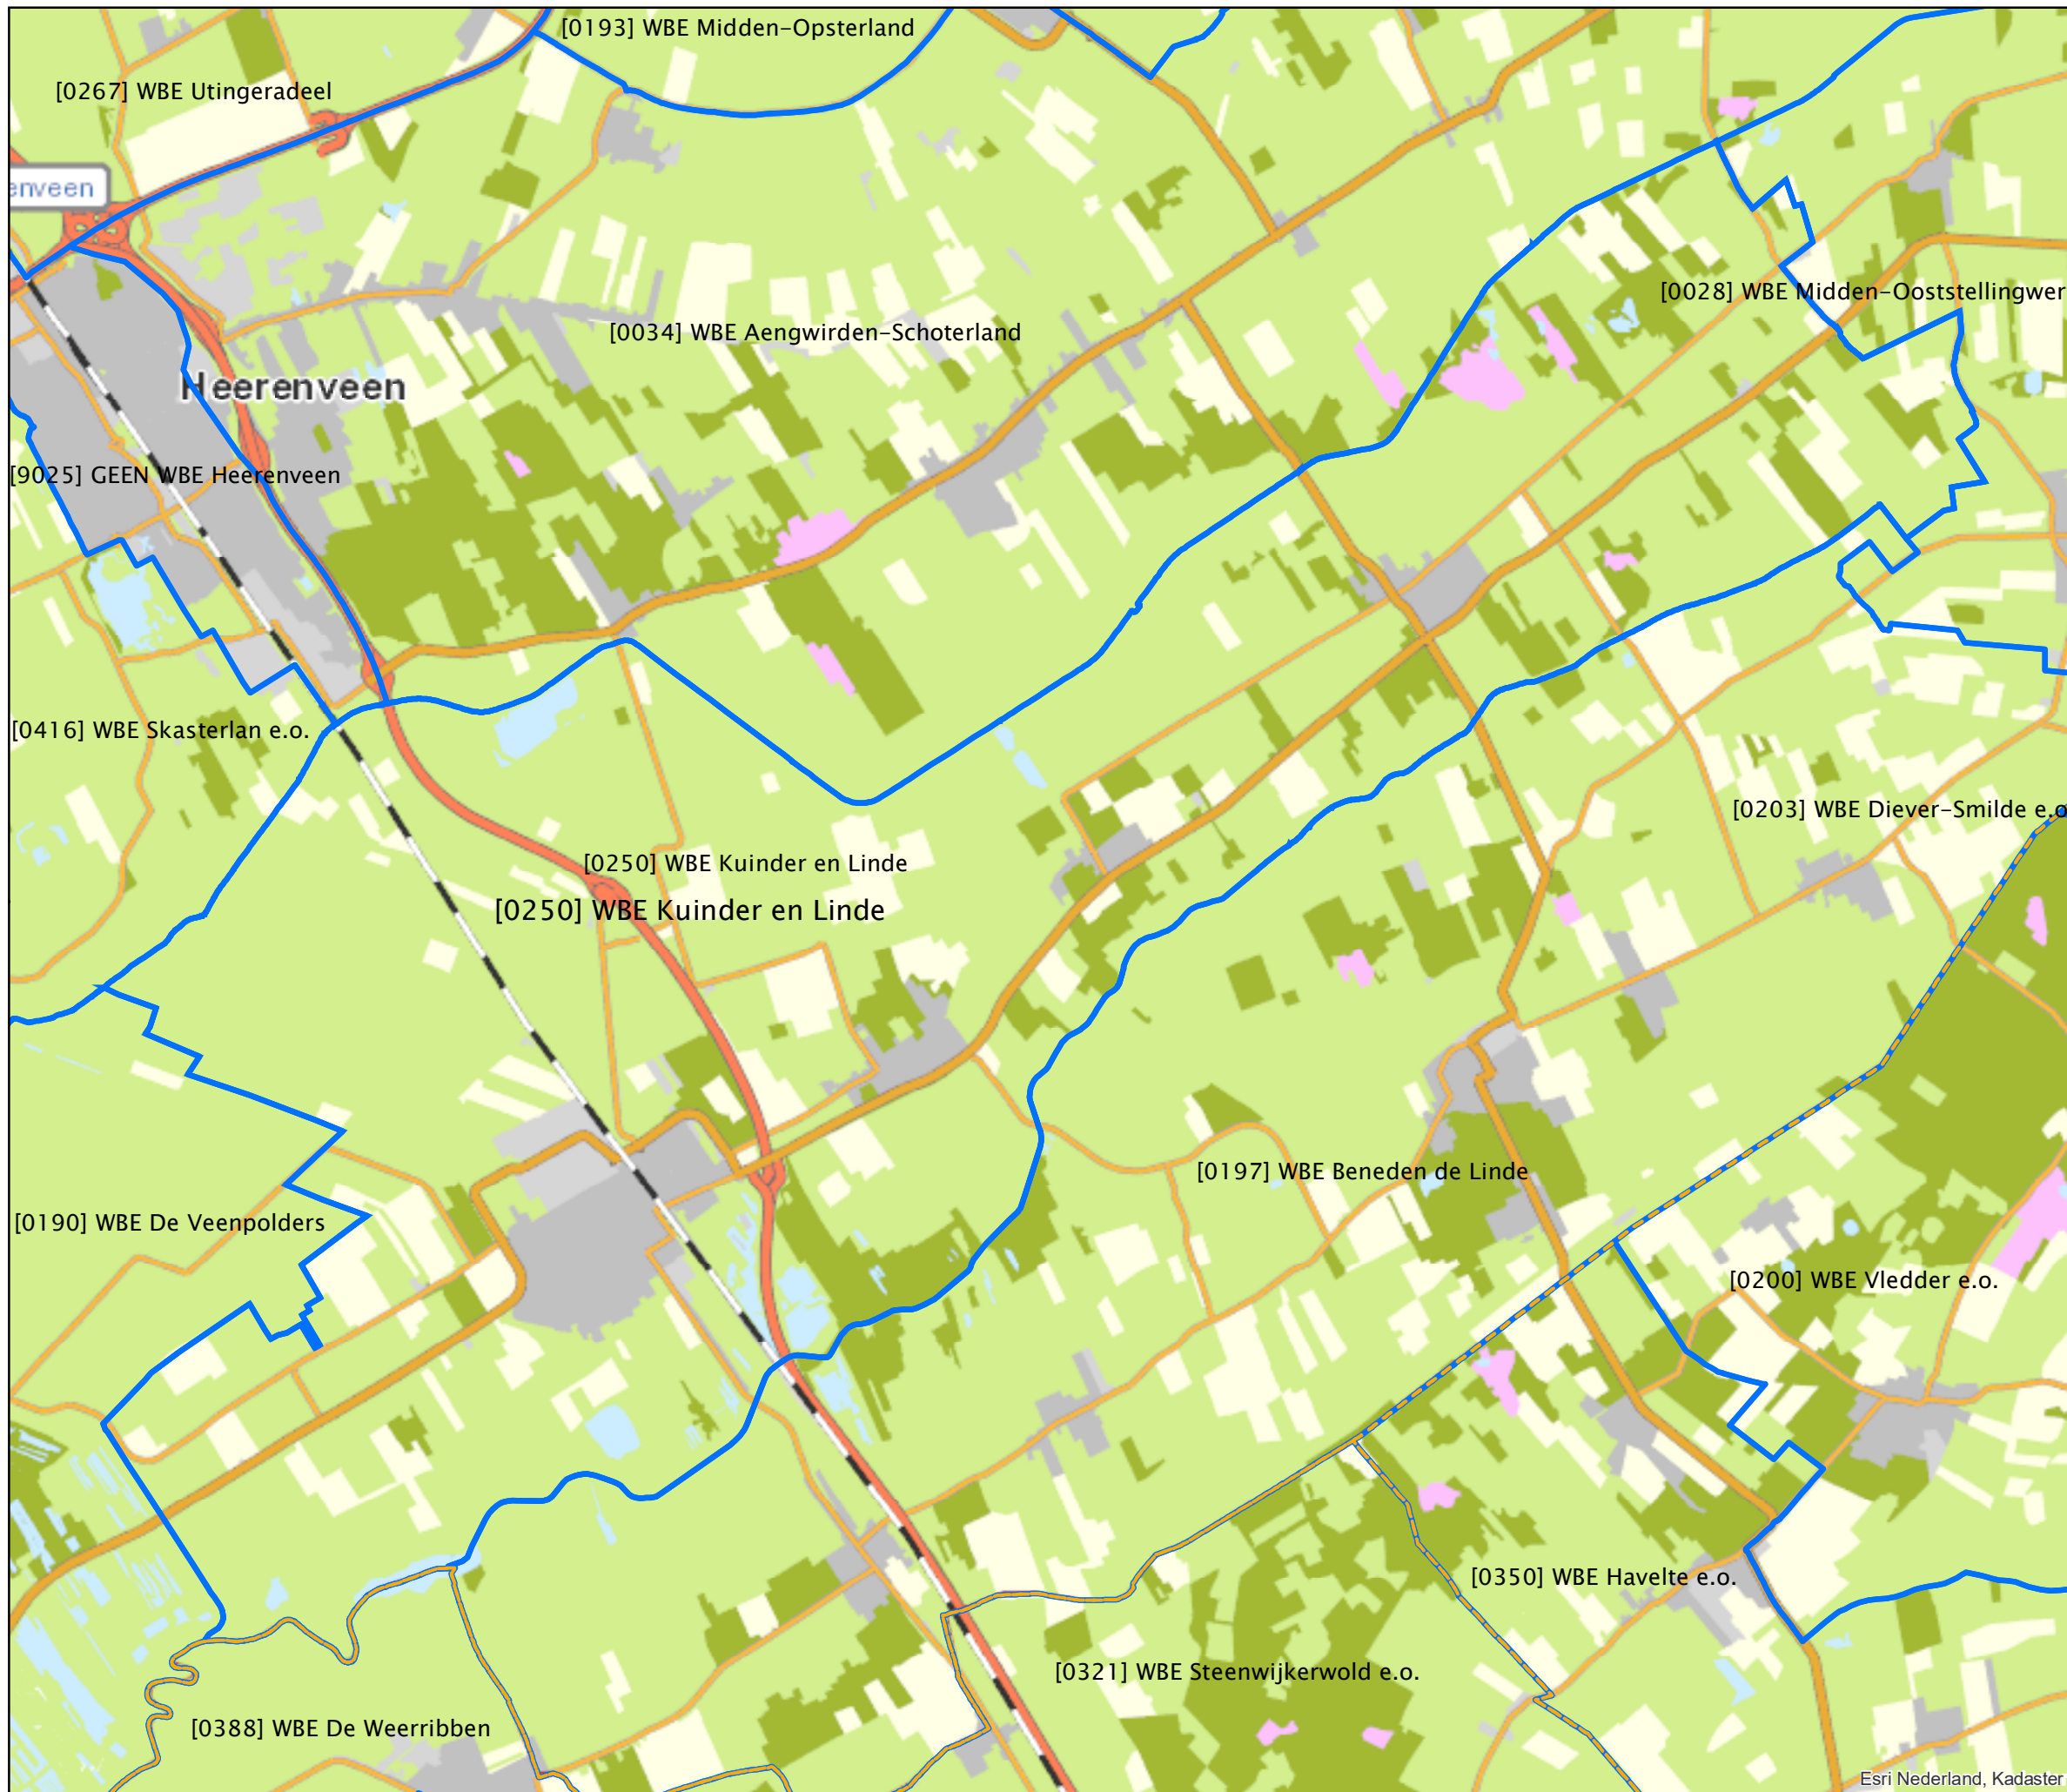 [0193] WBE Midden-Opsterland
[0267] WBE Utingeradeel
enveen
[0028] WBE Midden-Ooststellingwer
[0034] WBE Aengwirden-Schoterland
Heerenveen
[9025] GEEN WBE Heerenveen
[0416] WBE Skasterlan e.o.
[0203] WBE Diever-Smilde e.o
[0250] WBE Kuinder en Linde
[0250] WBE Kuinder en Linde
[0197] WBE Beneden de Linde
[0190] WBE De Veenpolders
[0200] WBE Vledder e.o.
[0350] WBE Havelte e.o.
[0321] WBE Steenwijkerwold e.o.
[0388] WBE De Weerribben
Esri Nederland, Kadaster